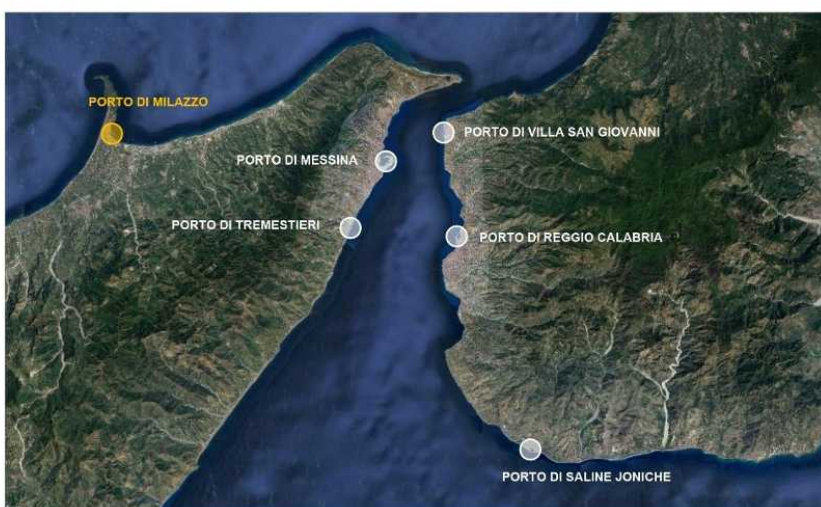 PORTO DI MILAZZO
PORTO DI VILLA SAN GIOVANNI
PORTO DI MESSINA
PORTO DI TREMESTIERI
PORTO DI REGGIO CALABRIA
PORTO DI SALINE JONICHE